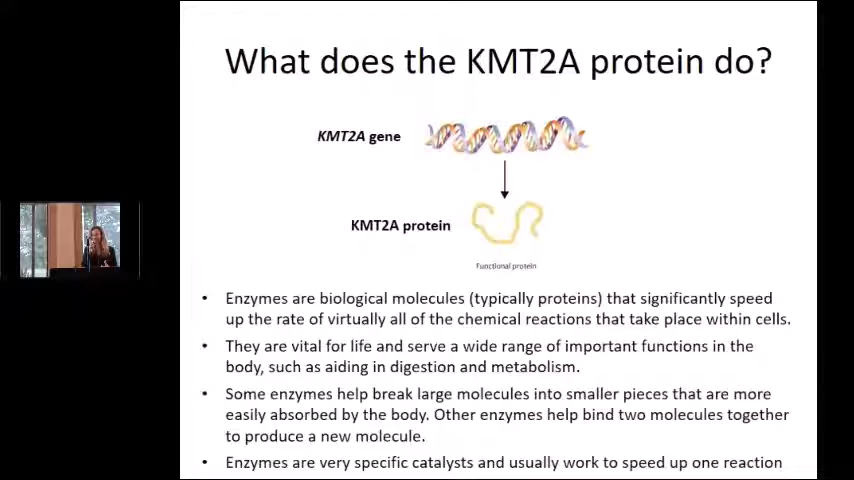 What does the KMT2A protein do?
KMT2A gene
KMT2A protein
Functional protein
• Enzymes are biological molecules (typically proteins) that significantly speed
up the rate of virtually all of the chemical reactions that take place within cells.
• They are vital for life and serve a wide range of important functions in the
body, such as aiding in digestion and metabolism.
• Some enzymes help break large molecules into smaller pieces that are more
easily absorbed by the body. Other enzymes help bind two molecules together
to produce a new molecule.
• Enzymes are very specific catalysts and usually work to speed up one reaction